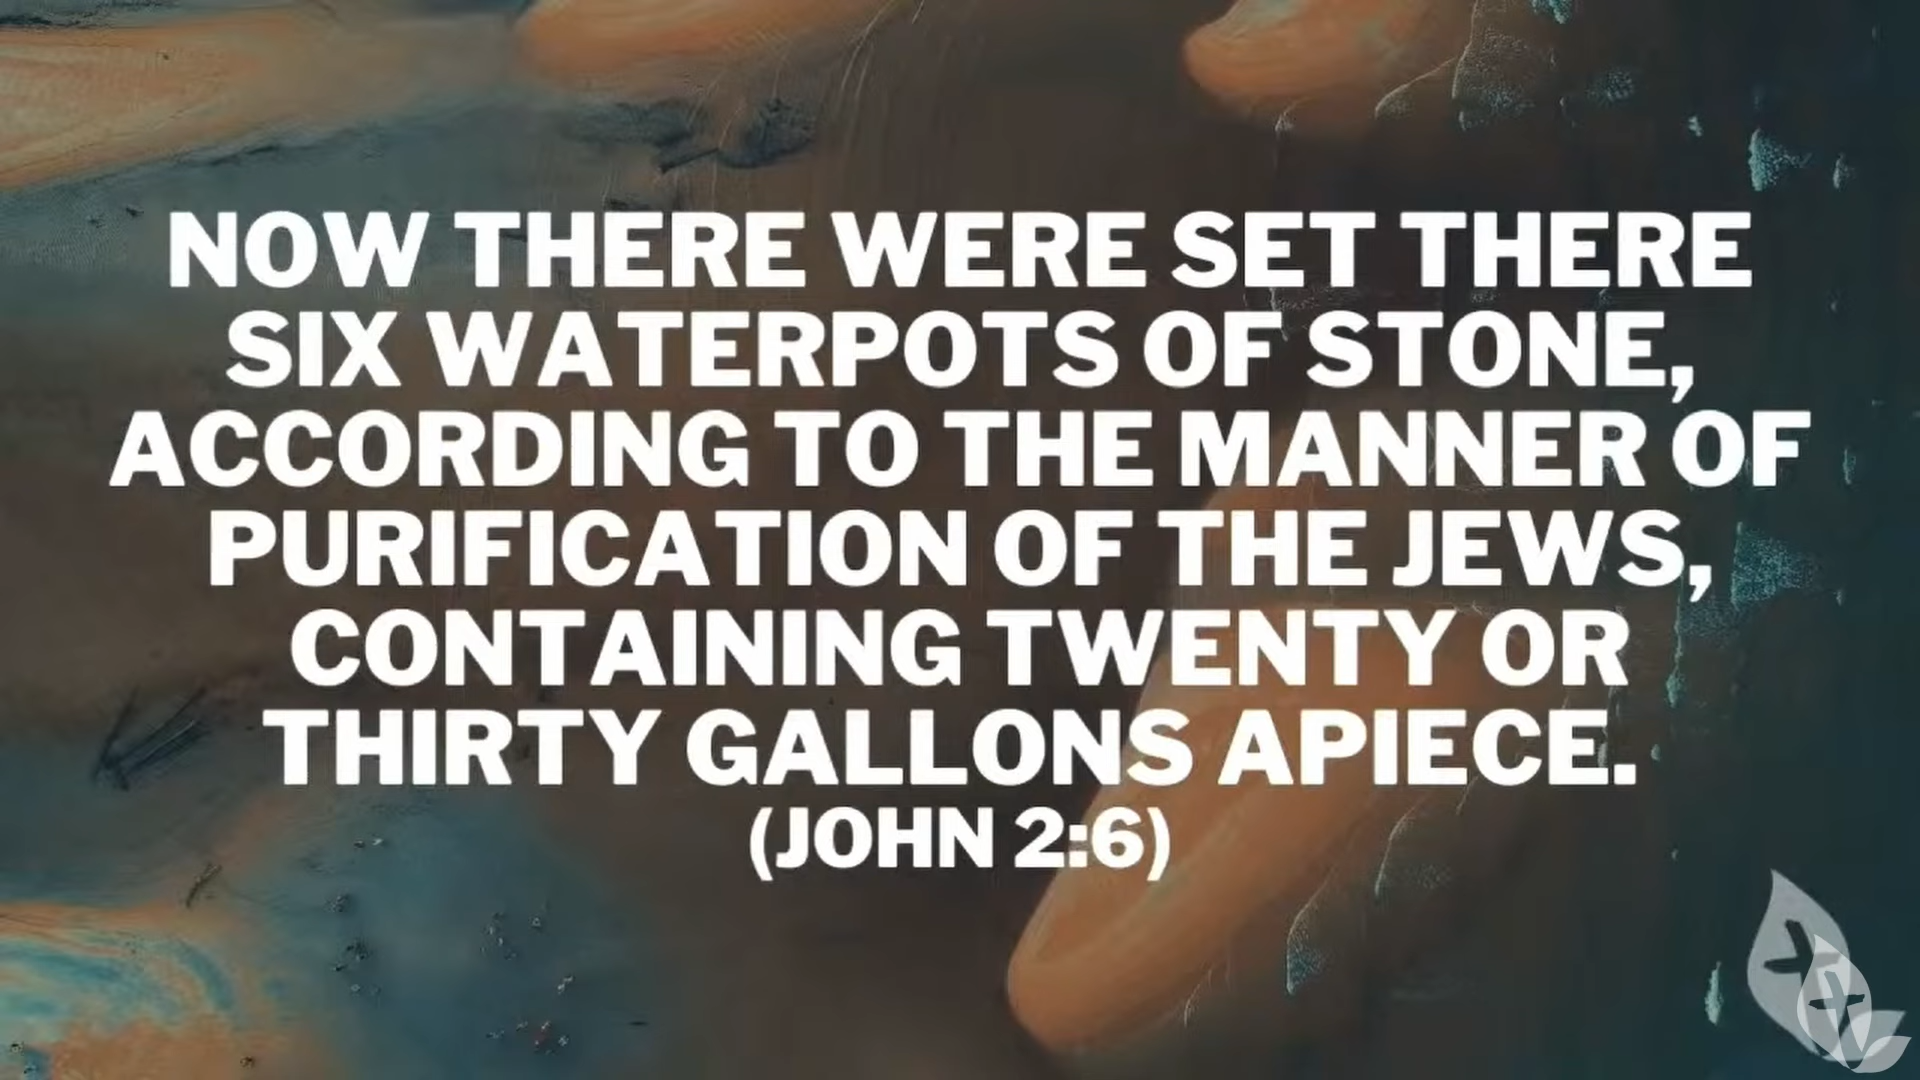 NOW THERE WERE SET THERE
SIX WATERPOTS OF STONE,
ACCORDING TO THE MANNER OF
PURIFICATION OF THE JEWS,
CONTAINING TWENTY OR
THIRTY GALLONS APIECE.
(JOHN 2:6)